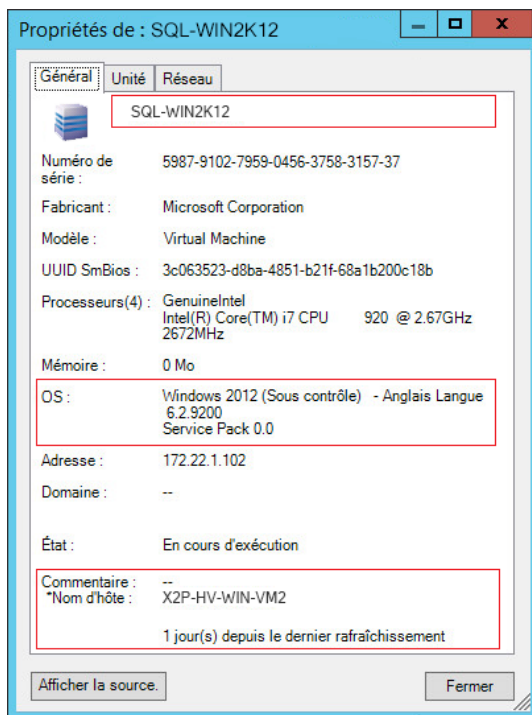 Propriétés de : SQL-WIN2K12
Général Unité Réseau
SQL-WIN2K12
Numéro de série : 5987-9102-7959-0456-3758-3157-37
Fabricant : Microsoft Corporation
Modèle : Virtual Machine
UUID SmBios : 3c063523-d8ba-4851-b21f-68a1b200c18b
Processeurs(4) : GenuineIntel
Intel(R) Core(TM) i7 CPU 920 @ 2.67GHz
2672MHz
Mémoire : 0 Mo
OS : Windows 2012 (Sous contrôle) - Anglais Langue
6.2.9200
Service Pack 0.0
Adresse : 172.22.1.102
Domaine : --
État : En cours d'exécution
Commentaire : --
*Nom d'hôte : X2P-HV-WIN-VM2
1 jour(s) depuis le dernier rafraîchissement
Afficher la source. Fermer